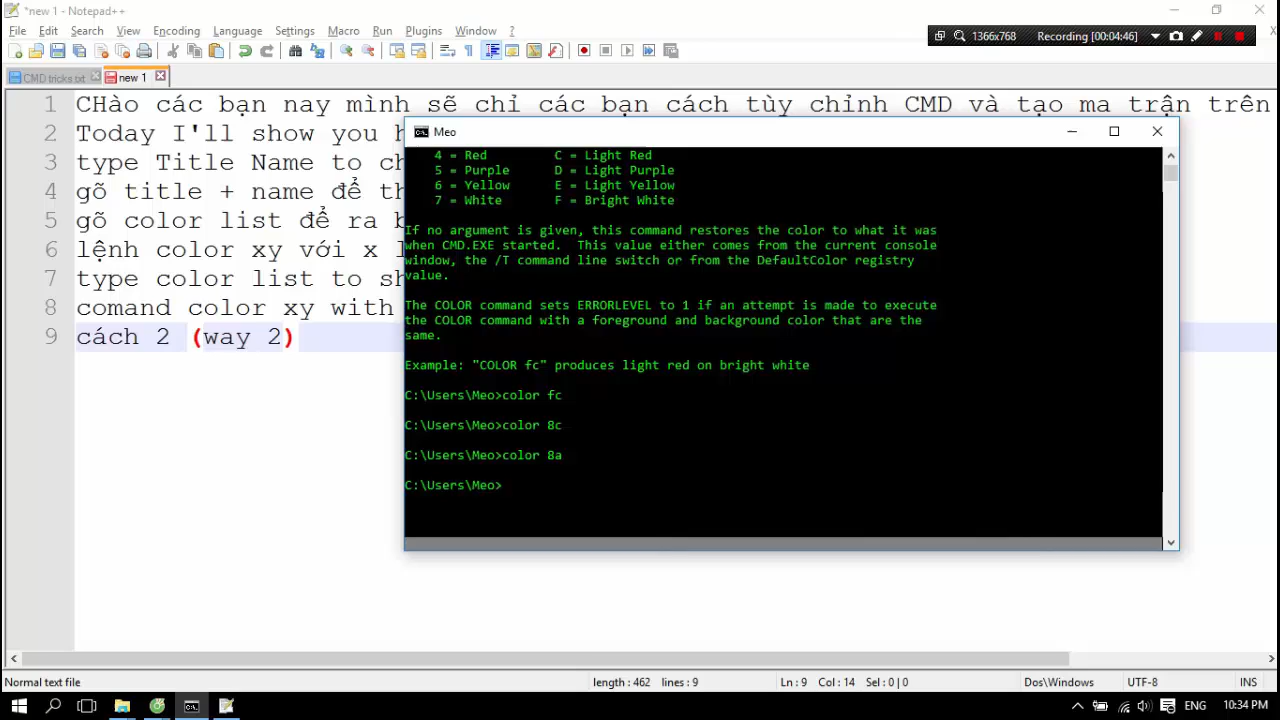 *new 1 - Notepad++
File Edit Search View Encoding Language Settings Macro Run Plugins Window ?
1366x768 Recording [00:04:46]
CMD tricks.txt new 1
1 CHào các bạn nay mình sẽ chỉ các bạn cách tùy chỉnh CMD và tạo ma trận trên
2 Today I'll show you h
3 type Title Name to ch
4 gõ title + name để th
5 gõ color list để ra b
6 lệnh color xy với x l
7 type color list to sh
8 comand color xy with
9 cách 2 (way 2)
Meo
4 = Red C = Light Red
5 = Purple D = Light Purple
6 = Yellow E = Light Yellow
7 = White F = Bright White
If no argument is given, this command restores the color to what it was
when CMD.EXE started. This value either comes from the current console
window, the /T command line switch or from the DefaultColor registry
value.
The COLOR command sets ERRORLEVEL to 1 if an attempt is made to execute
the COLOR command with a foreground and background color that are the
same.
Example: "COLOR fc" produces light red on bright white
C:\Users\Meo>color fc
C:\Users\Meo>color 8c
C:\Users\Meo>color 8a
C:\Users\Meo>
Normal text file length : 462 lines : 9 Ln : 9 Col : 14 Sel : 0 | 0 Dos\Windows UTF-8 INS
ENG 10:34 PM